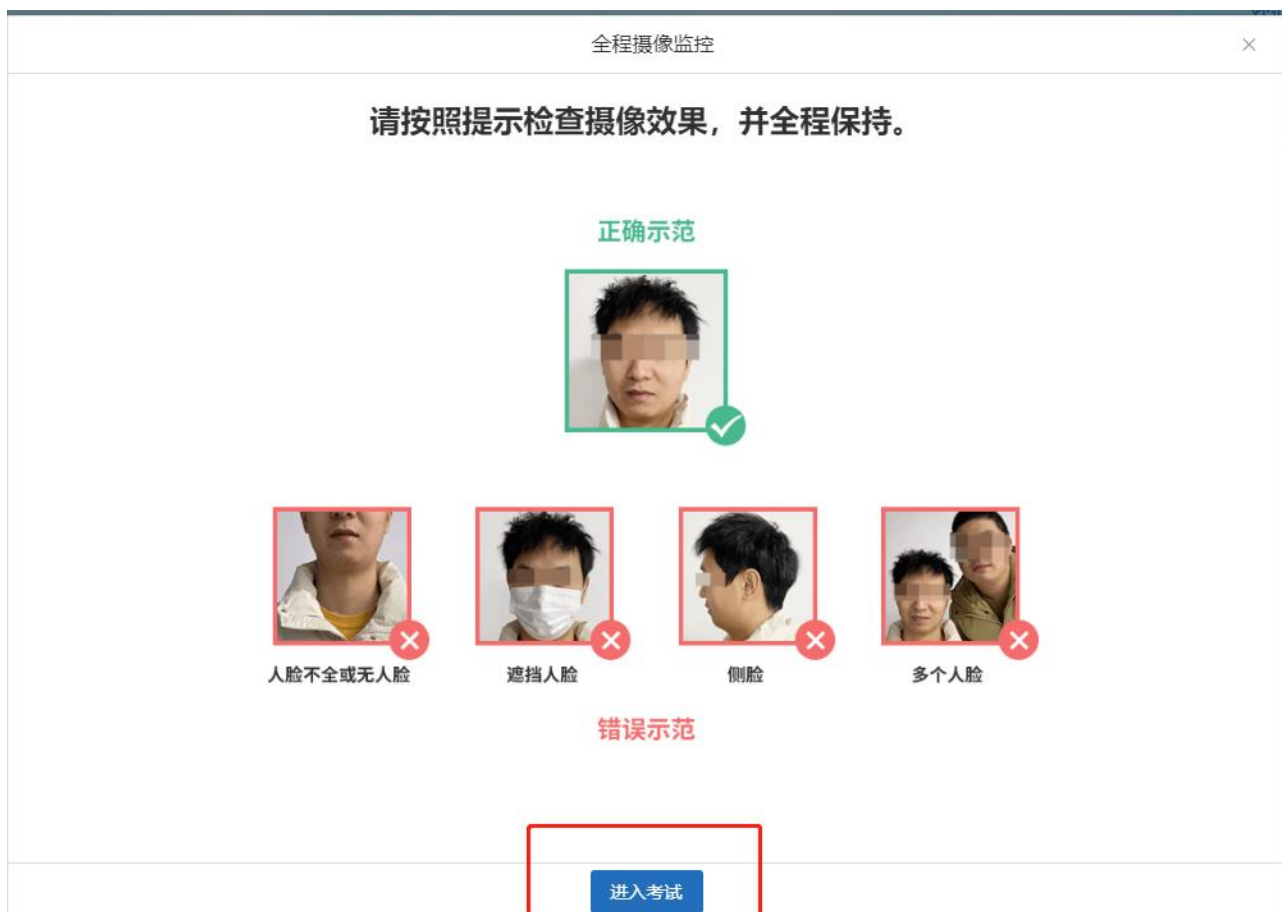 全程摄像监控
请按照提示检查摄像效果，并全程保持。
正确示范
人脸不全或无人脸
遮挡人脸
侧脸
多个人脸
错误示范
进入考试